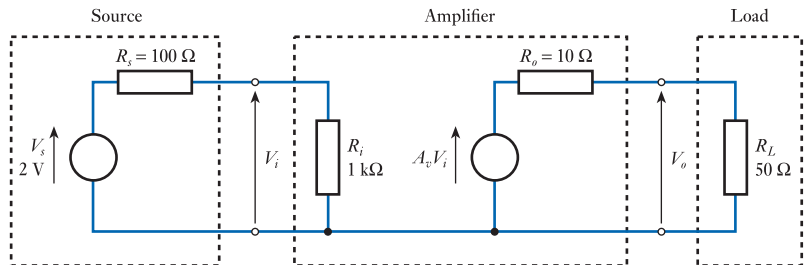 Source
Amplifier
Load
R_s = 100 Ω
R_o = 10 Ω
V_s
2 V
V_i
R_i
1 kΩ
A_vV_i
V_o
R_L
50 Ω